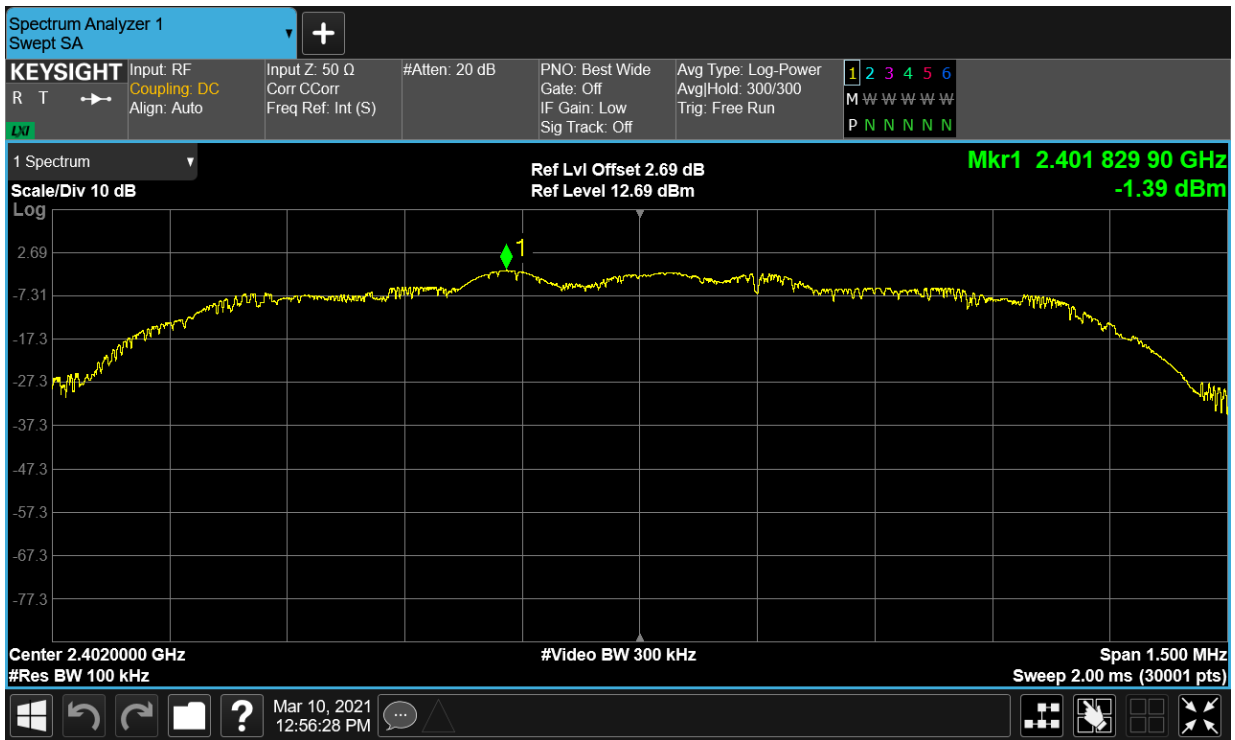 Spectrum Analyzer 1
Swept SA
KEYSIGHT
R T
LXI
Input: RF
Coupling: DC
Align: Auto
Input Z: 50 Ω
Corr CCorr
Freq Ref: Int (S)
#Atten: 20 dB
PNO: Best Wide
Gate: Off
IF Gain: Low
Sig Track: Off
Avg Type: Log-Power
Avg|Hold: 300/300
Trig: Free Run
1 2 3 4 5 6
M W W W W W
P N N N N N
1 Spectrum
Scale/Div 10 dB
Log
Ref Lvl Offset 2.69 dB
Ref Level 12.69 dBm
Mkr1 2.401 829 90 GHz
-1.39 dBm
1
2.69
-7.31
-17.3
-27.3
-37.3
-47.3
-57.3
-67.3
-77.3
Center 2.4020000 GHz
#Res BW 100 kHz
#Video BW 300 kHz
Span 1.500 MHz
Sweep 2.00 ms (30001 pts)
?
Mar 10, 2021
12:56:28 PM